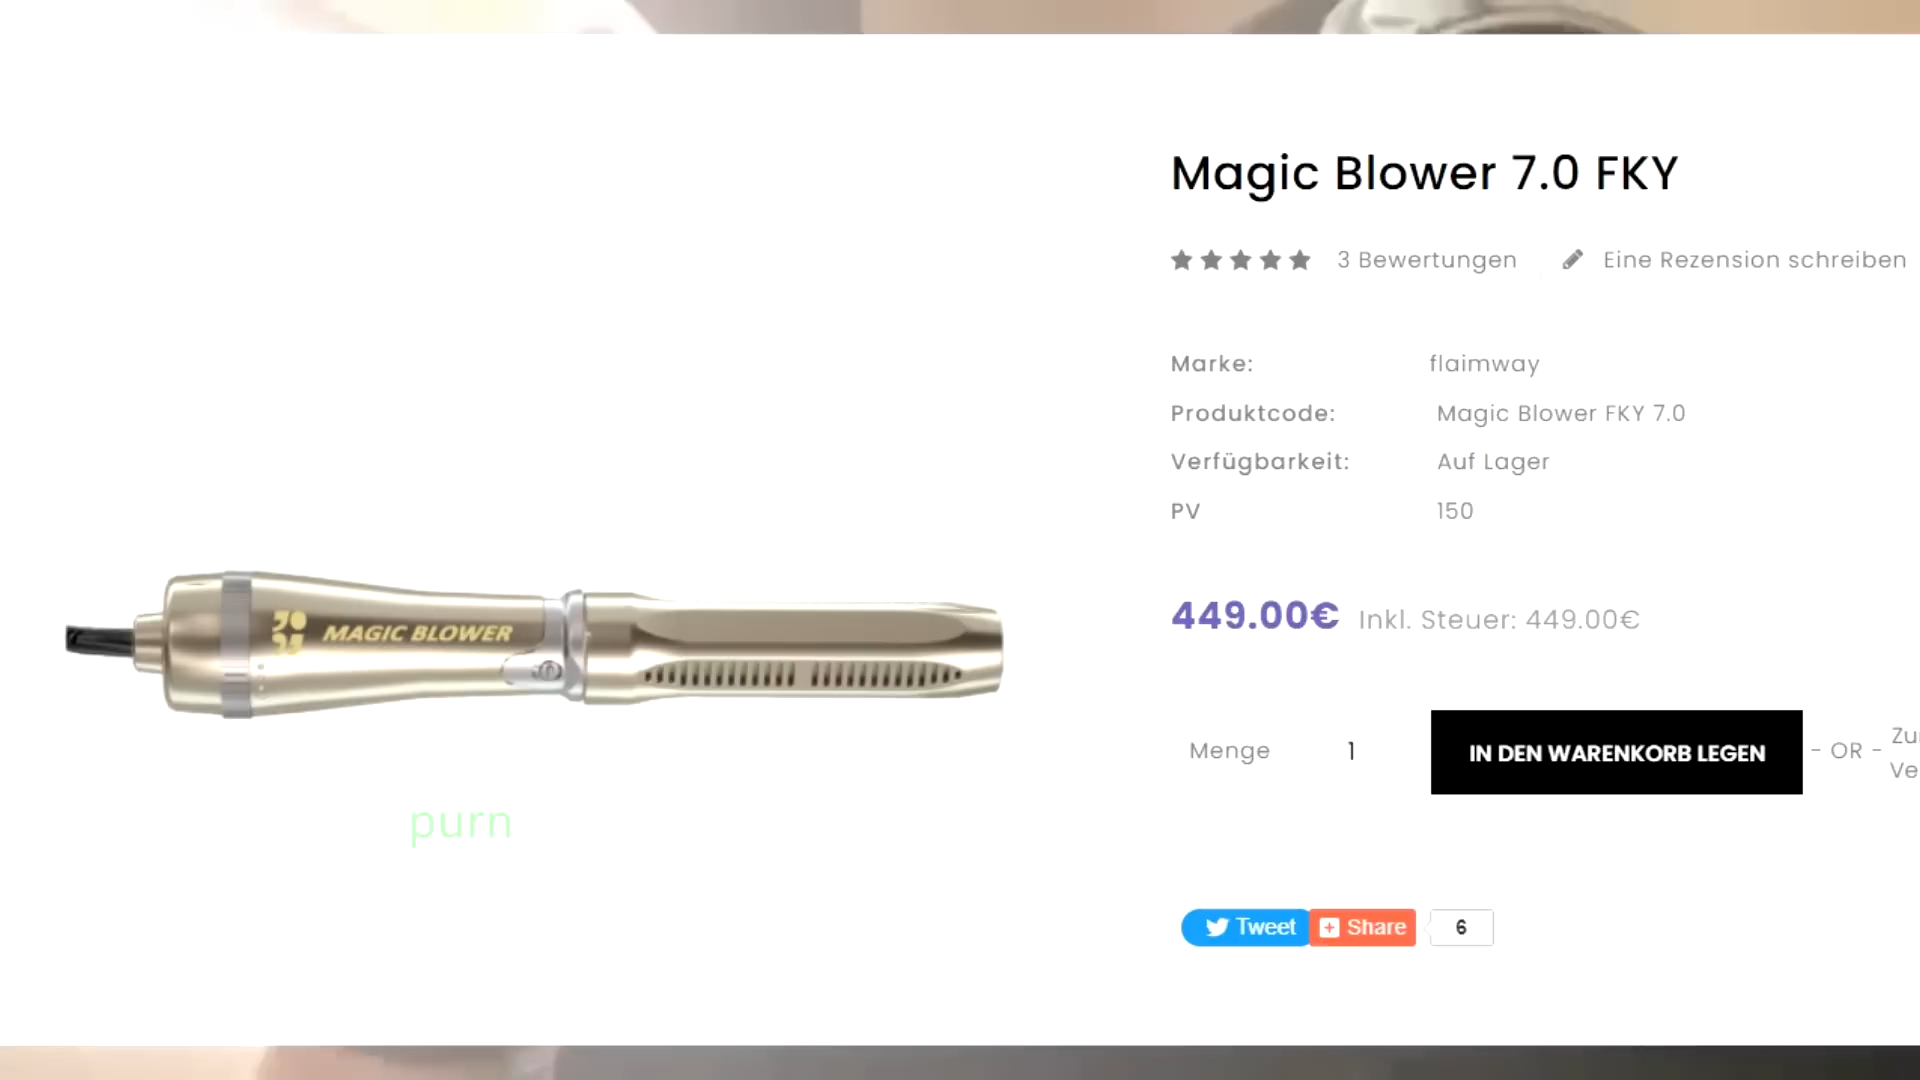 Magic Blower 7.0 FKY
3 Bewertungen
Eine Rezension schreiben
Marke: flaimway
Produktcode: Magic Blower FKY 7.0
Verfügbarkeit: Auf Lager
PV 150
MAGIC BLOWER
449.00€ Inkl. Steuer: 449.00€
Menge 1 IN DEN WARENKORB LEGEN - OR -
purn
Tweet Share 6